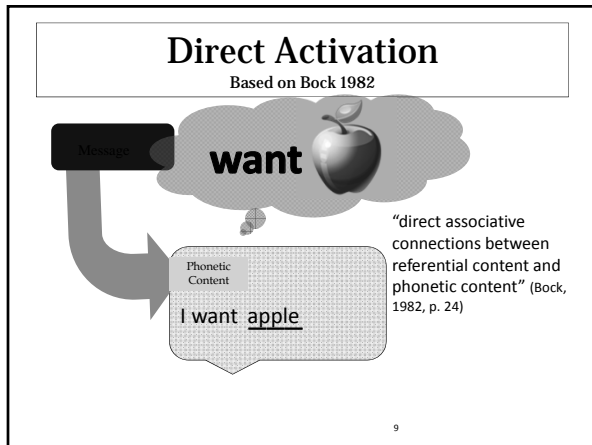 Direct Activation
Based on Bock 1982
Message
want
"direct associative
connections between
referential content and
phonetic content" (Bock,
1982, p. 24)
Phonetic
Content
I want apple
9